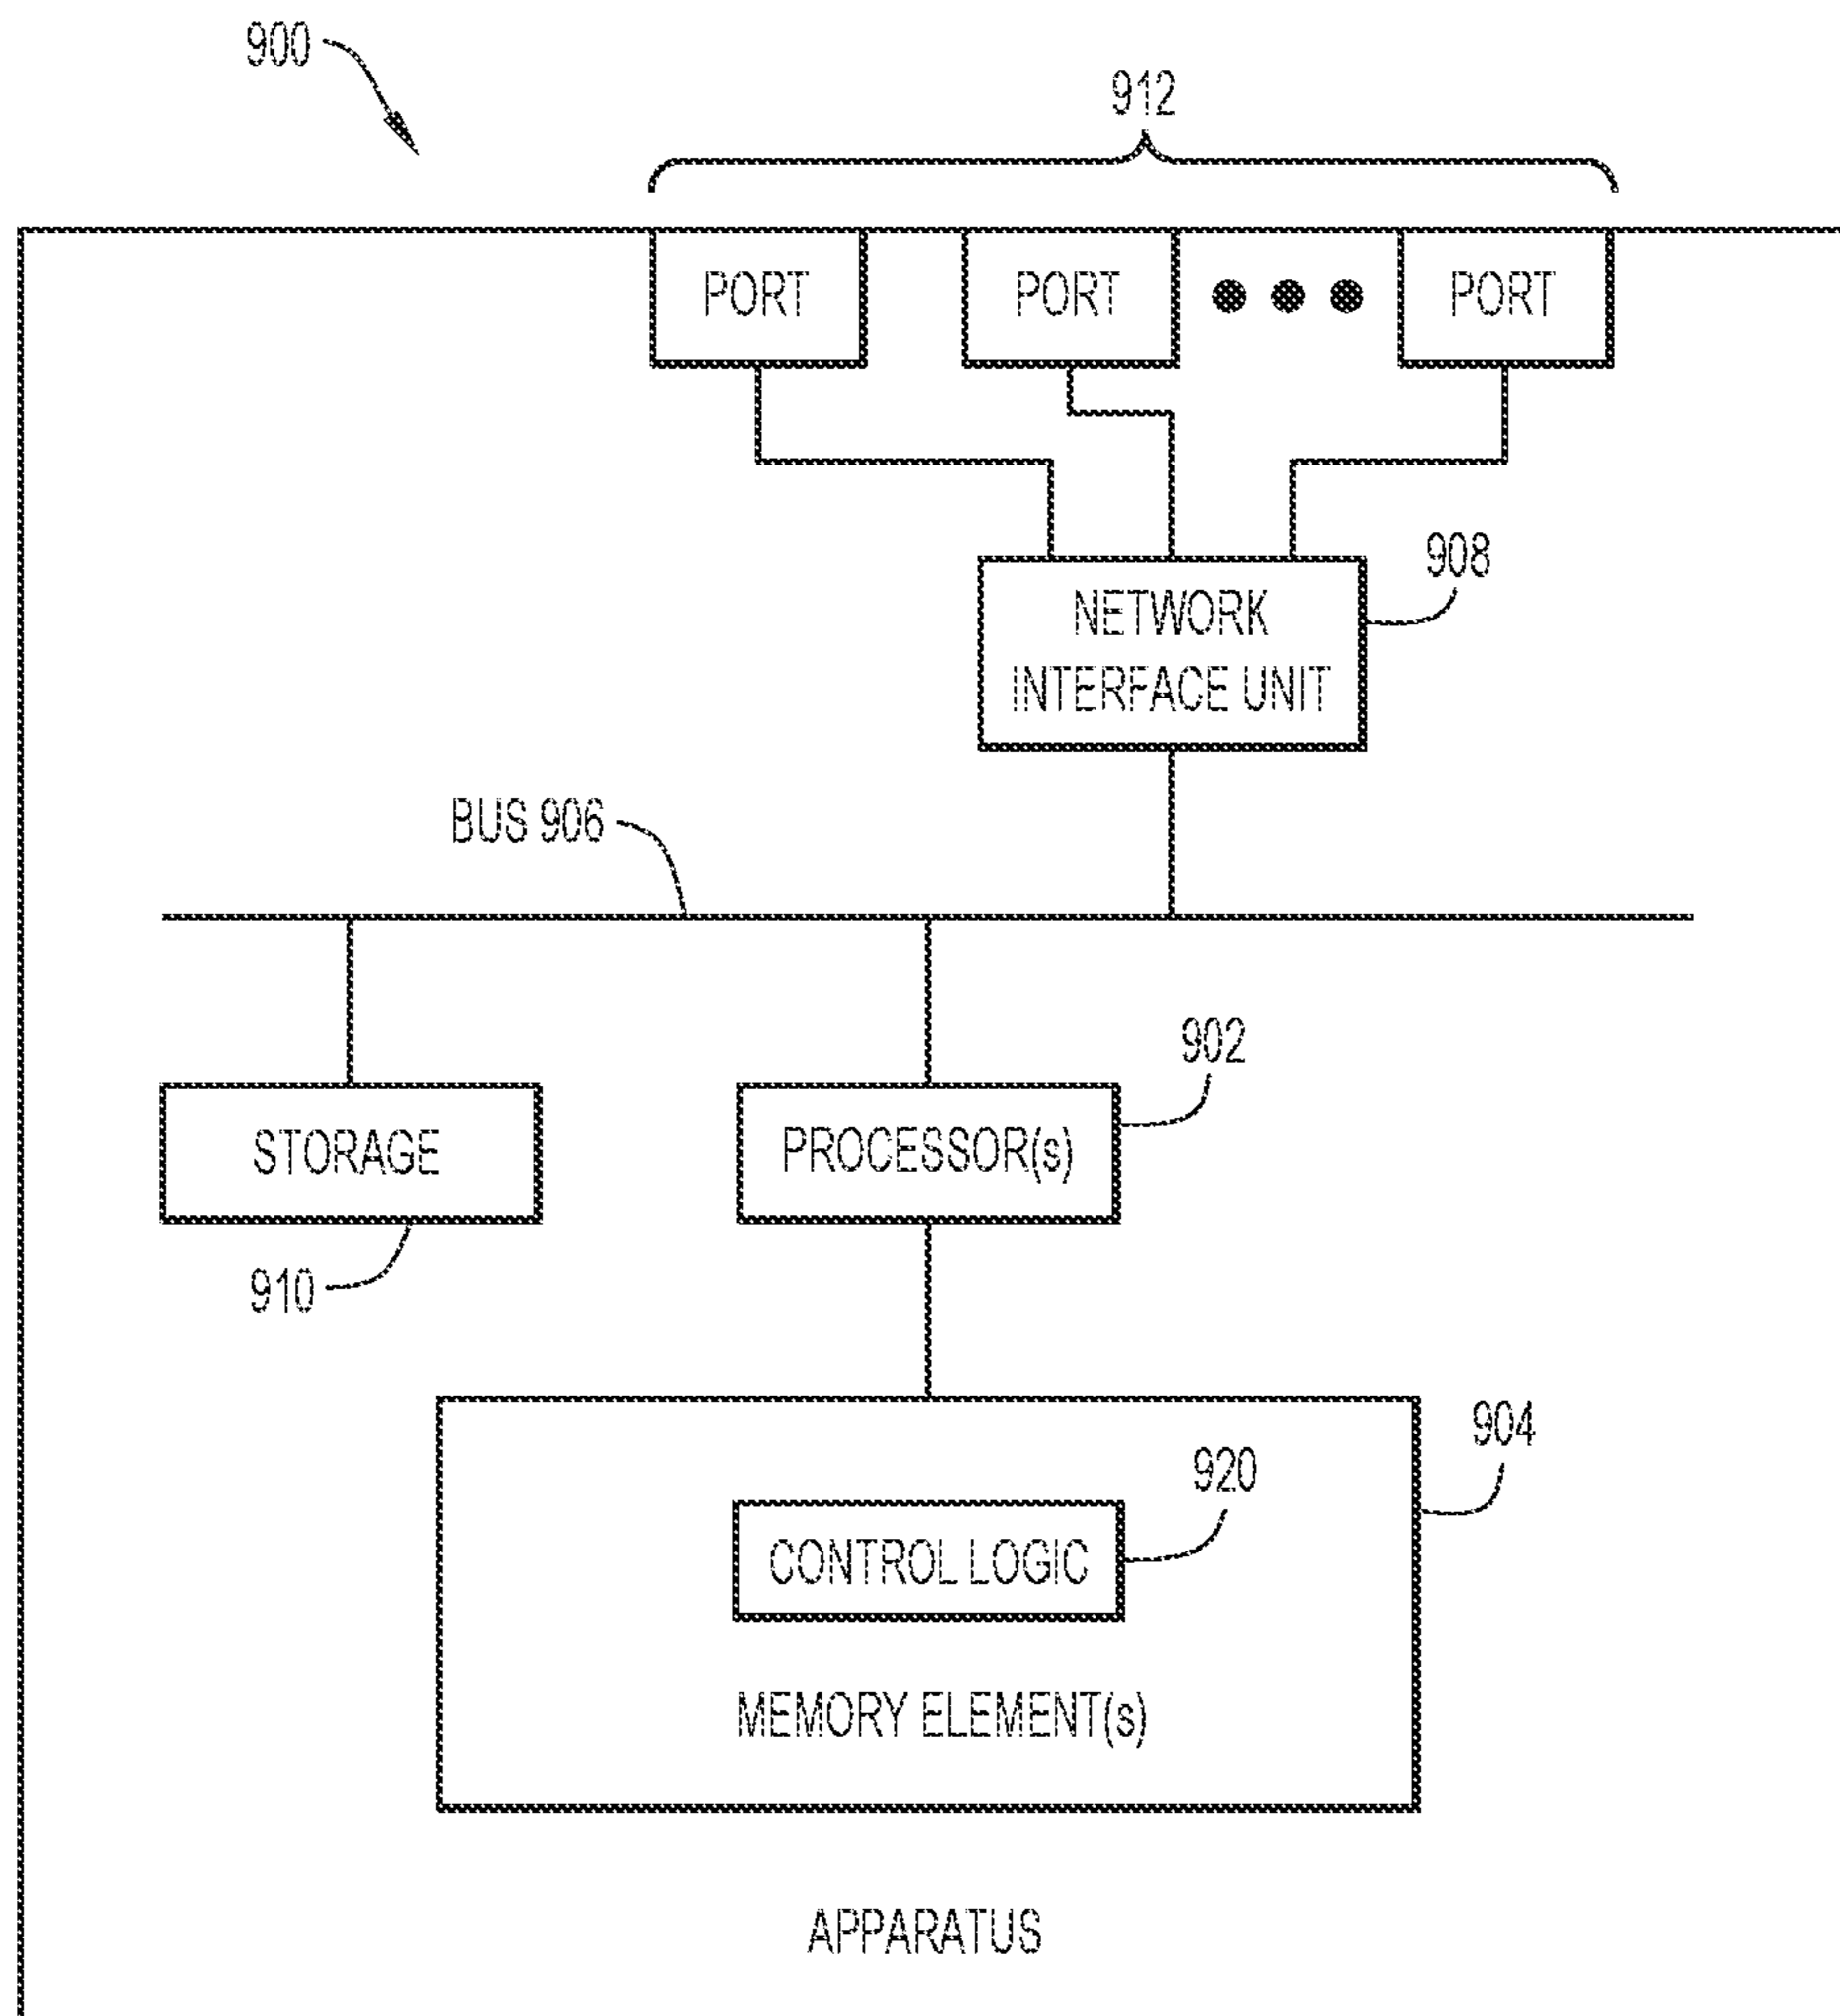 900
912
PORT PORT PORT
908
NETWORK
INTERFACE UNIT
BUS 906
902
STORAGE
PROCESSOR(s)
910
904
920
CONTROL LOGIC
MEMORY ELEMENT(s)
APPARATUS